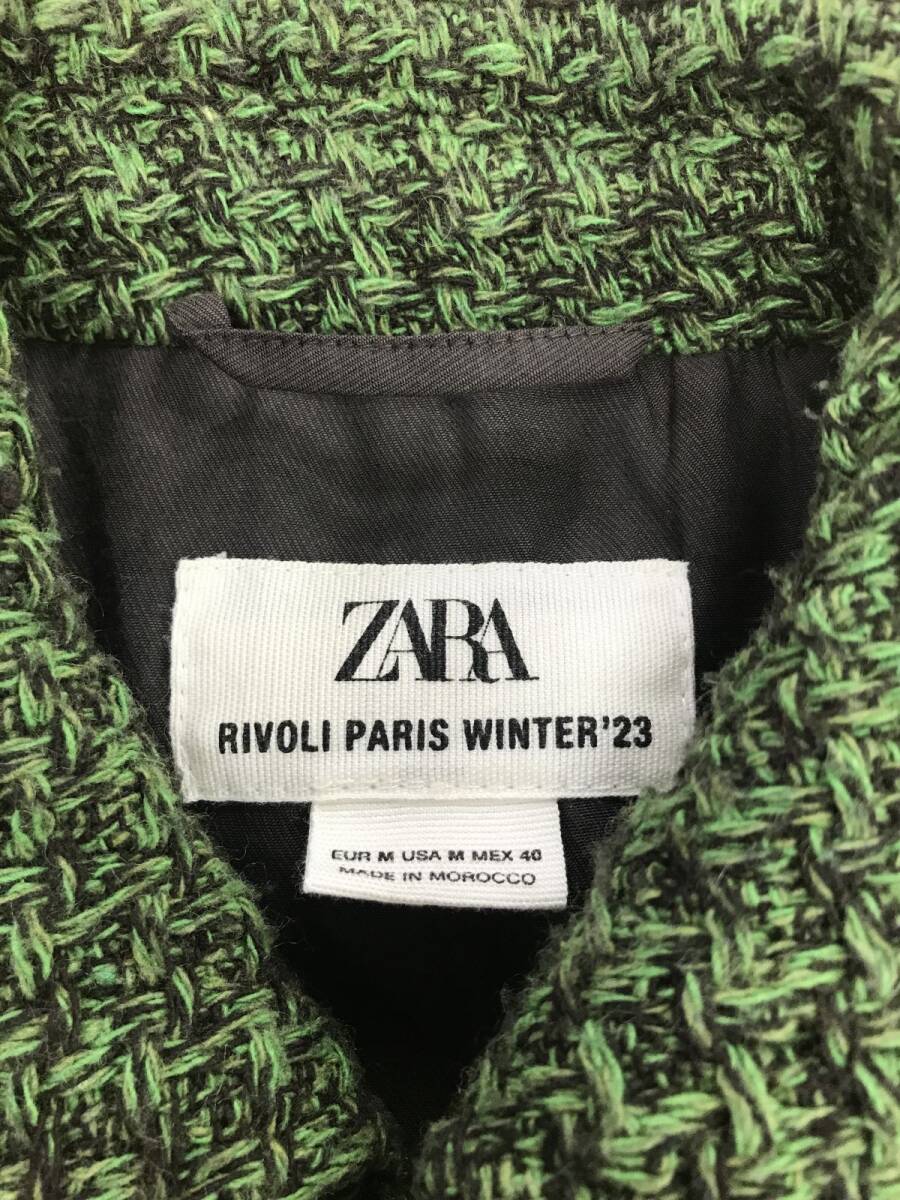 ZARA
RIVOLI PARIS WINTER'23
EUR M USA M MEX 40
MADE IN MOROCCO